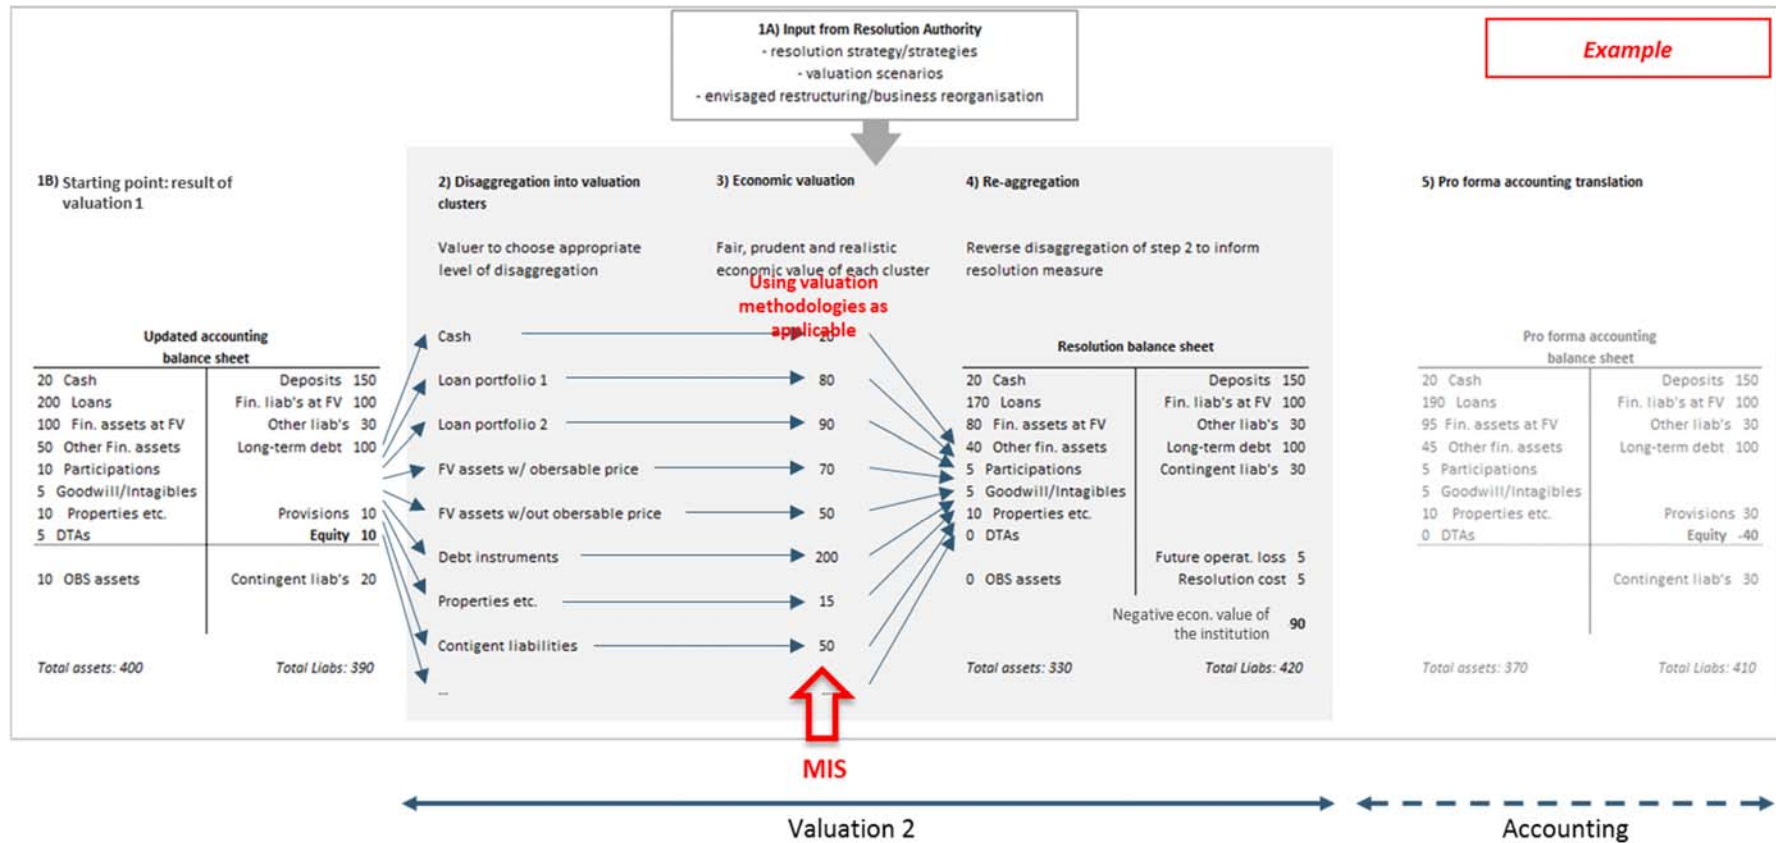 1A) Input from Resolution Authority
- resolution strategy/strategies
- valuation scenarios
- envisaged restructuring/business reorganisation
Example
1B) Starting point: result of
valuation 1
2) Disaggregation into valuation
clusters
Valuer to choose appropriate
level of disaggregation
3) Economic valuation
Fair, prudent and realistic
economic value of each cluster
Using valuation
methodologies as
applicable
4) Re-aggregation
Reverse disaggregation of step 2 to inform
resolution measure
5) Pro forma accounting translation
Updated accounting
balance sheet
20 Cash Deposits 150
200 Loans Fin. liab's at FV 100
100 Fin. assets at FV Other liab's 30
50 Other Fin. assets Long-term debt 100
10 Participations
5 Goodwill/Intagibles
10 Properties etc. Provisions 10
5 DTAs Equity 10
10 OBS assets Contingent liab's 20
Total assets: 400 Total Liabs: 390
Cash 20
Loan portfolio 1 80
Loan portfolio 2 90
FV assets w/ obersable price 70
FV assets w/out obersable price 50
Debt instruments 200
Properties etc. 15
Contigent liabilities 50
... ...
MIS
Resolution balance sheet
20 Cash Deposits 150
170 Loans Fin. liab's at FV 100
80 Fin. assets at FV Other liab's 30
40 Other fin. assets Long-term debt 100
5 Participations Contingent liab's 30
5 Goodwill/Intagibles
10 Properties etc.
0 DTAs
Future operat. loss 5
0 OBS assets Resolution cost 5
Negative econ. value of
the institution 90
Total assets: 330 Total Liabs: 420
Pro forma accounting
balance sheet
20 Cash Deposits 150
190 Loans Fin. liab's at FV 100
95 Fin. assets at FV Other liab's 30
45 Other fin. assets Long-term debt 100
5 Participations
5 Goodwill/Intagibles
10 Properties etc. Provisions 30
0 DTAs Equity -40
Contingent liab's 30
Total assets: 370 Total Liabs: 410
Valuation 2
Accounting